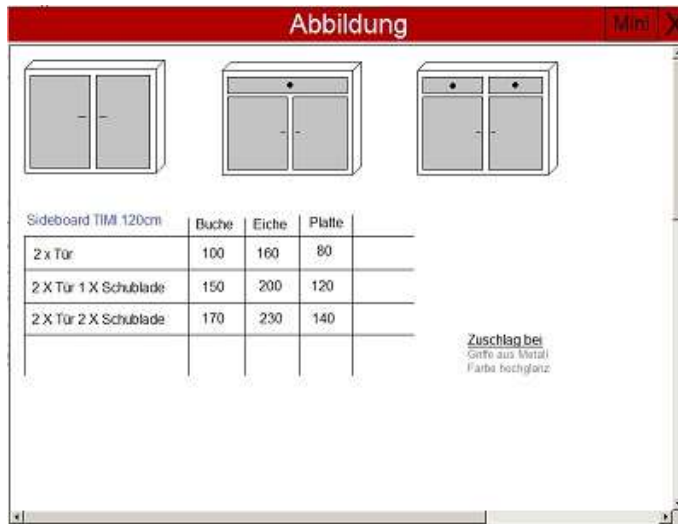 Abbildung
Mini X
Sideboard TIMI 120cm Buche Eiche Platte
2 x Tür 100 160 80
2 X Tür 1 X Schublade 150 200 120
2 X Tür 2 X Schublade 170 230 140
Zuschlag bei
Griffe aus Metall
Farbe hochglanz